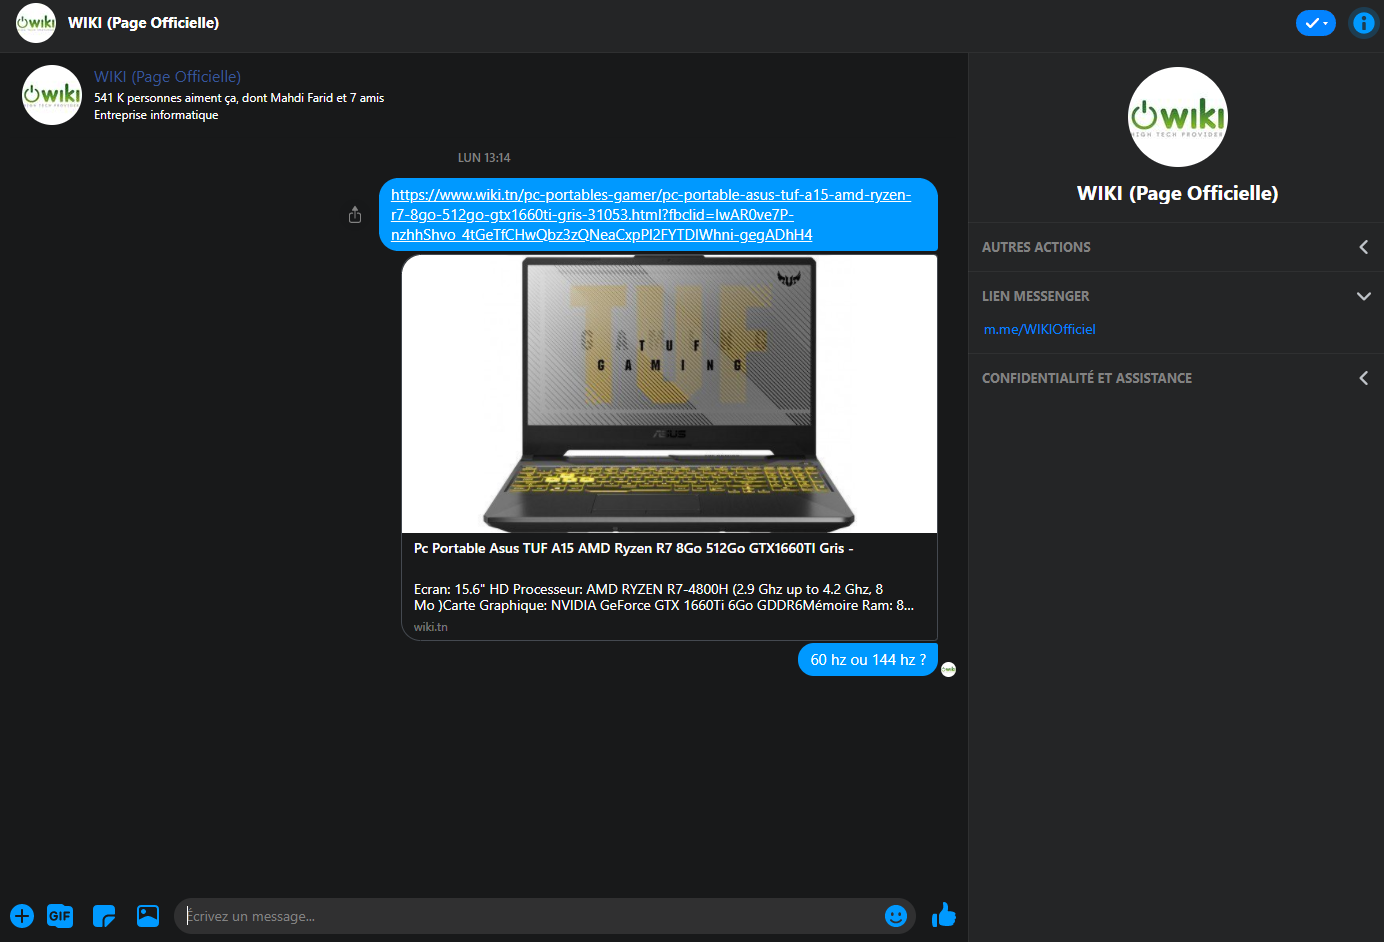 WIKI (Page Officielle)
WIKI (Page Officielle)
541 K personnes aiment ça, dont Mahdi Farid et 7 amis
Entreprise informatique
LUN 13:14
https://www.wiki.tn/pc-portables-gamer/pc-portable-asus-tuf-a15-amd-ryzen-
r7-8go-512go-gtx1660ti-gris-31053.html?fbclid=IwAR0ve7P-
nzhhShvo_4tGeTfCHwQbz3zQNeaCxpPl2FYTDlWhni-gegADhH4
TUF
GAMING
TUF
GAMING
ASUS
Pc Portable Asus TUF A15 AMD Ryzen R7 8Go 512Go GTX1660TI Gris -
Ecran: 15.6" HD Processeur: AMD RYZEN R7-4800H (2.9 Ghz up to 4.2 Ghz, 8
Mo )Carte Graphique: NVIDIA GeForce GTX 1660Ti 6Go GDDR6Mémoire Ram: 8...
wiki.tn
60 hz ou 144 hz ?
GIF
Écrivez un message...
wiki
HIGH TECH PROVIDER
WIKI (Page Officielle)
AUTRES ACTIONS
LIEN MESSENGER
m.me/WIKIOfficiel
CONFIDENTIALITÉ ET ASSISTANCE